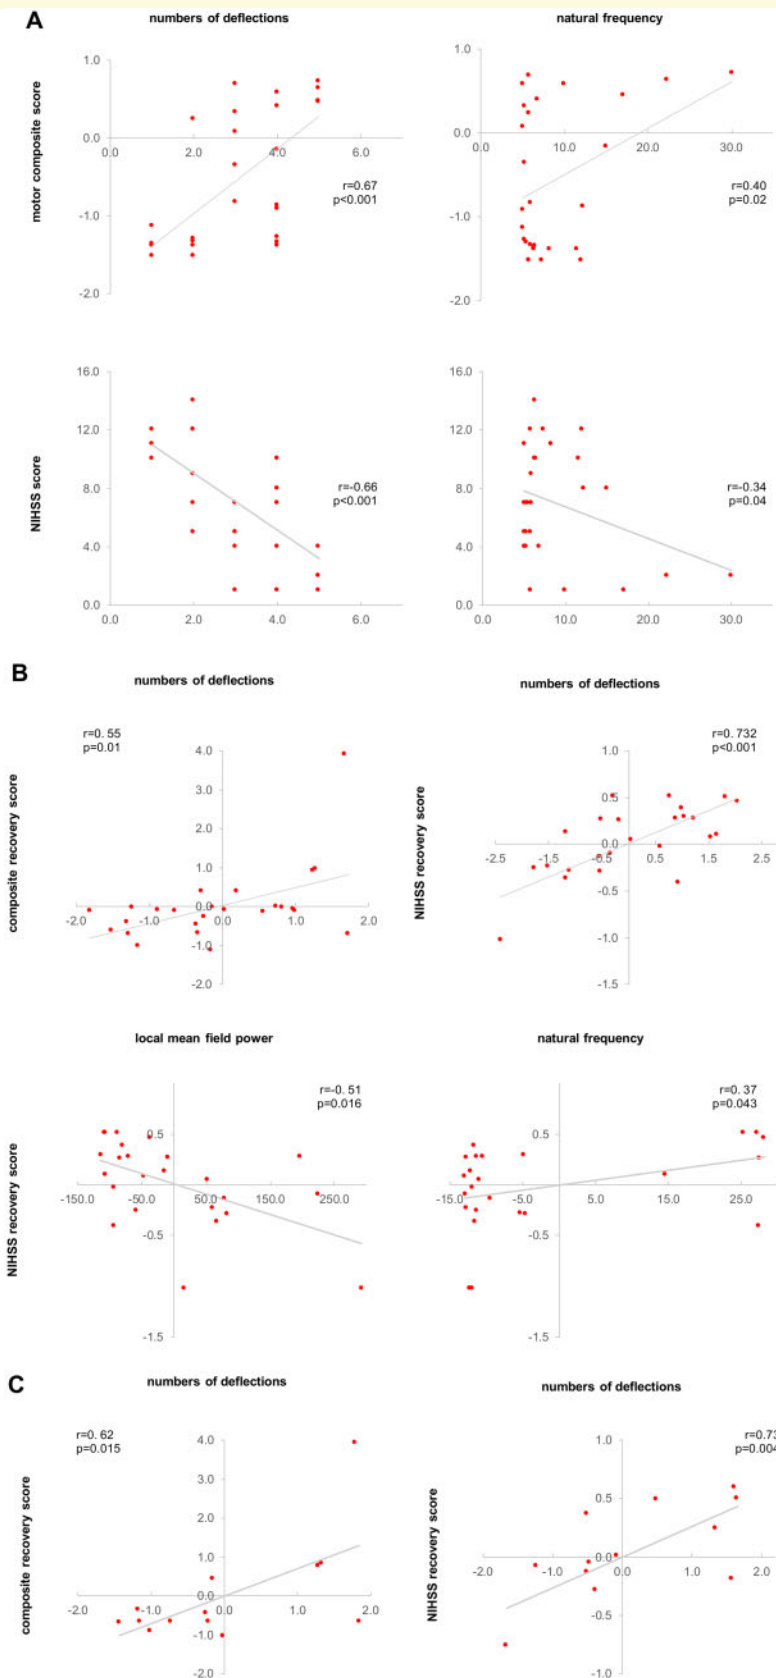 A
numbers of deflections
natural frequency
motor composite score
1.0
0.0
-1.0
-2.0
0.0 2.0 4.0 6.0
r=0.67
p<0.001
1.0
0.0
-1.0
-2.0
0.0 10.0 20.0 30.0
r=0.40
p=0.02
NIHSS score
16.0
12.0
8.0
4.0
0.0
0.0 2.0 4.0 6.0
r=-0.66
p<0.001
16.0
12.0
8.0
4.0
0.0
0.0 10.0 20.0 30.0
r=-0.34
p=0.04
B
numbers of deflections
numbers of deflections
composite recovery score
r=0. 55
p=0.01
4.0
3.0
2.0
1.0
0.0
-1.0
-2.0
-2.0 -1.0 0.0 1.0 2.0
NIHSS recovery score
r=0. 732
p<0.001
1.0
0.5
0.0
-0.5
-1.0
-1.5
-2.5 -1.5 -0.5 0.5 1.5 2.5
local mean field power
natural frequency
NIHSS recovery score
r=-0. 51
p=0.016
0.5
-0.5
-1.5
-150.0 -50.0 50.0 150.0 250.0
r=0. 37
p=0.043
0.5
-0.5
-1.5
-15.0 -5.0 5.0 15.0 25.0
C
numbers of deflections
numbers of deflections
composite recovery score
r=0. 62
p=0.015
4.0
3.0
2.0
1.0
0.0
-1.0
-2.0
-2.0 -1.0 0.0 1.0 2.0
NIHSS recovery score
r=0.73
p=0.004
1.0
0.5
0.0
-0.5
-1.0
-2.0 -1.0 0.0 1.0 2.0